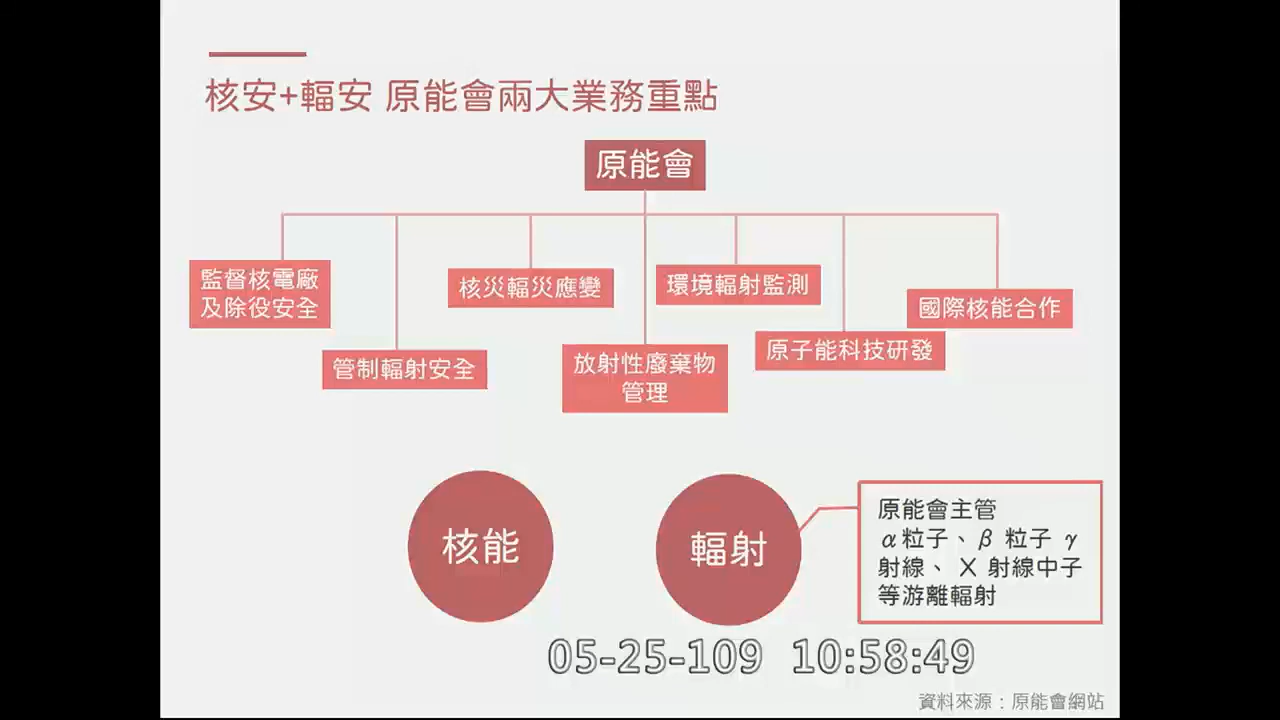 核安+輻安 原能會兩大業務重點
原能會
監督核電廠
及除役安全
管制輻射安全
核災輻災應變
放射性廢棄物
管理
環境輻射監測
原子能科技研發
國際核能合作
核能
輻射
原能會主管
α粒子、β 粒子 γ
射線、 X 射線中子
等游離輻射
05-25-109 10:58:49
資料來源：原能會網站